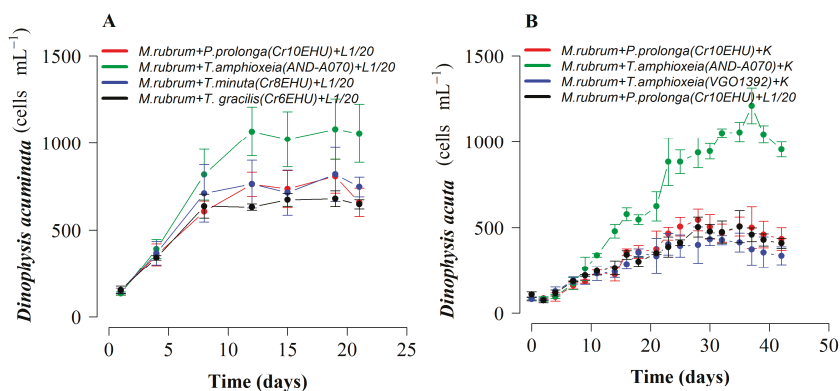 A
M.rubrum+P.prolonga(Cr10EHU)+L1/20
M.rubrum+T.amphioxeia(AND-A070)+L1/20
M.rubrum+T.minuta(Cr8EHU)+L1/20
M.rubrum+T. gracilis(Cr6EHU)+L1/20
Dinophysis acuminata (cells mL⁻¹)
1500
1000
500
0
0 5 10 15 20 25
Time (days)
B
M.rubrum+P.prolonga(Cr10EHU)+K
M.rubrum+T.amphioxeia(AND-A070)+K
M.rubrum+T.amphioxeia(VGO1392)+K
M.rubrum+P.prolonga(Cr10EHU)+L1/20
Dinophysis acuta (cells mL⁻¹)
1500
1000
500
0
0 10 20 30 40 50
Time (days)